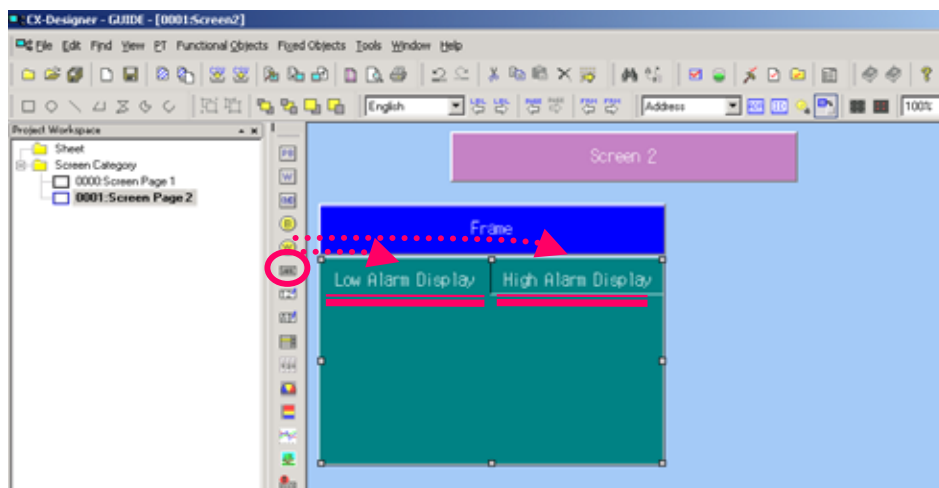 CX-Designer - GUIDE - [0001:Screen2]
File Edit Find View PT Functional Objects Fixed Objects Tools Window Help
English Address 100%
Project Workspace
Sheet
Screen Category
0000:Screen Page 1
0001:Screen Page 2
Screen 2
Frame
Low Alarm Display High Alarm Display